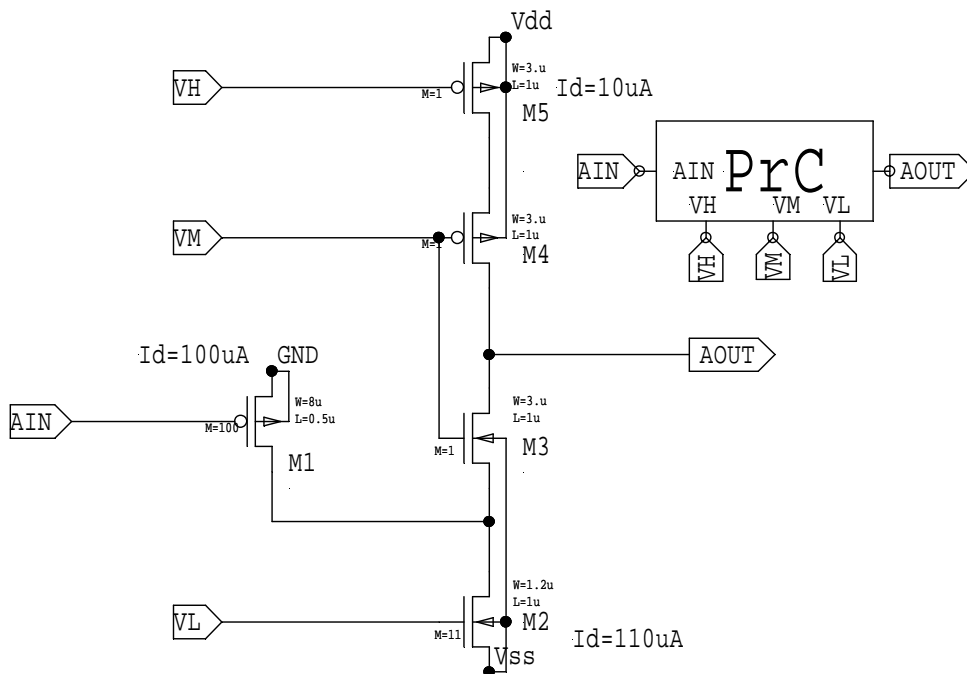 Vdd
VH
M=1
W=3.u
L=1u
Id=10uA
M5
AIN
AIN
PrC
AOUT
VH
VM
VL
VH
VM
VL
VM
M=1
W=3.u
L=1u
M4
AOUT
Id=100uA
GND
AIN
M=100
W=8u
L=0.5u
M1
W=3.u
L=1u
M=1
M3
VL
M=11
W=1.2u
L=1u
M2
Id=110uA
Vss